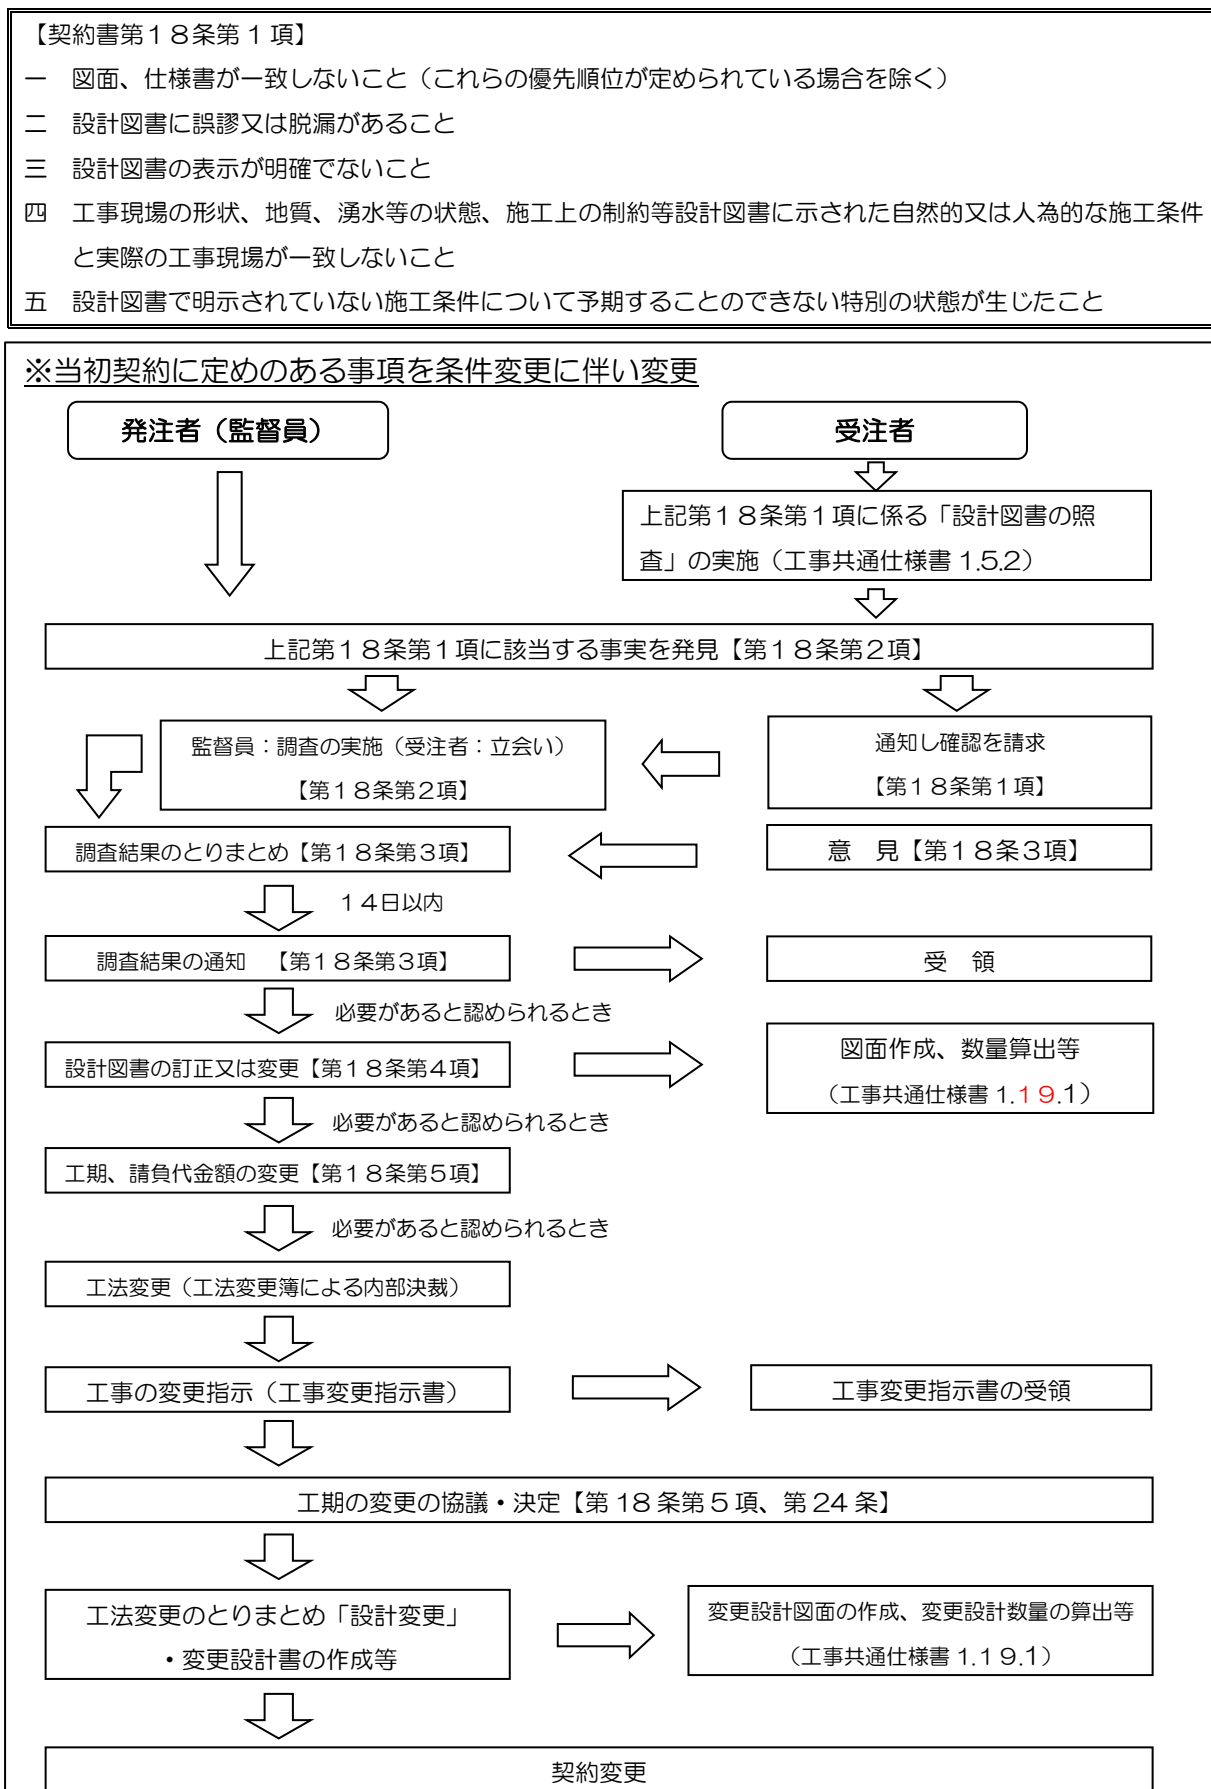 【契約書第１８条第１項】
一　図面、仕様書が一致しないこと（これらの優先順位が定められている場合を除く）
二　設計図書に誤謬又は脱漏があること
三　設計図書の表示が明確でないこと
四　工事現場の形状、地質、湧水等の状態、施工上の制約等設計図書に示された自然的又は人為的な施工条件
と実際の工事現場が一致しないこと
五　設計図書で明示されていない施工条件について予期することのできない特別の状態が生じたこと
※当初契約に定めのある事項を条件変更に伴い変更
発注者（監督員）
受注者
上記第１８条第１項に係る「設計図書の照
査」の実施（工事共通仕様書 1.5.2）
上記第１８条第１項に該当する事実を発見【第１８条第２項】
監督員：調査の実施（受注者：立会い）
【第１８条第２項】
通知し確認を請求
【第１８条第１項】
調査結果のとりまとめ【第１８条第３項】
意　見【第１８条３項】
１４日以内
調査結果の通知　【第１８条第３項】
受　領
必要があると認められるとき
設計図書の訂正又は変更【第１８条第４項】
図面作成、数量算出等
（工事共通仕様書 1.１９.1）
必要があると認められるとき
工期、請負代金額の変更【第１８条第５項】
必要があると認められるとき
工法変更（工法変更簿による内部決裁）
工事の変更指示（工事変更指示書）
工事変更指示書の受領
工期の変更の協議・決定【第 18 条第 5 項、第 24 条】
工法変更のとりまとめ「設計変更」
・変更設計書の作成等
変更設計図面の作成、変更設計数量の算出等
（工事共通仕様書 1.１９.1）
契約変更